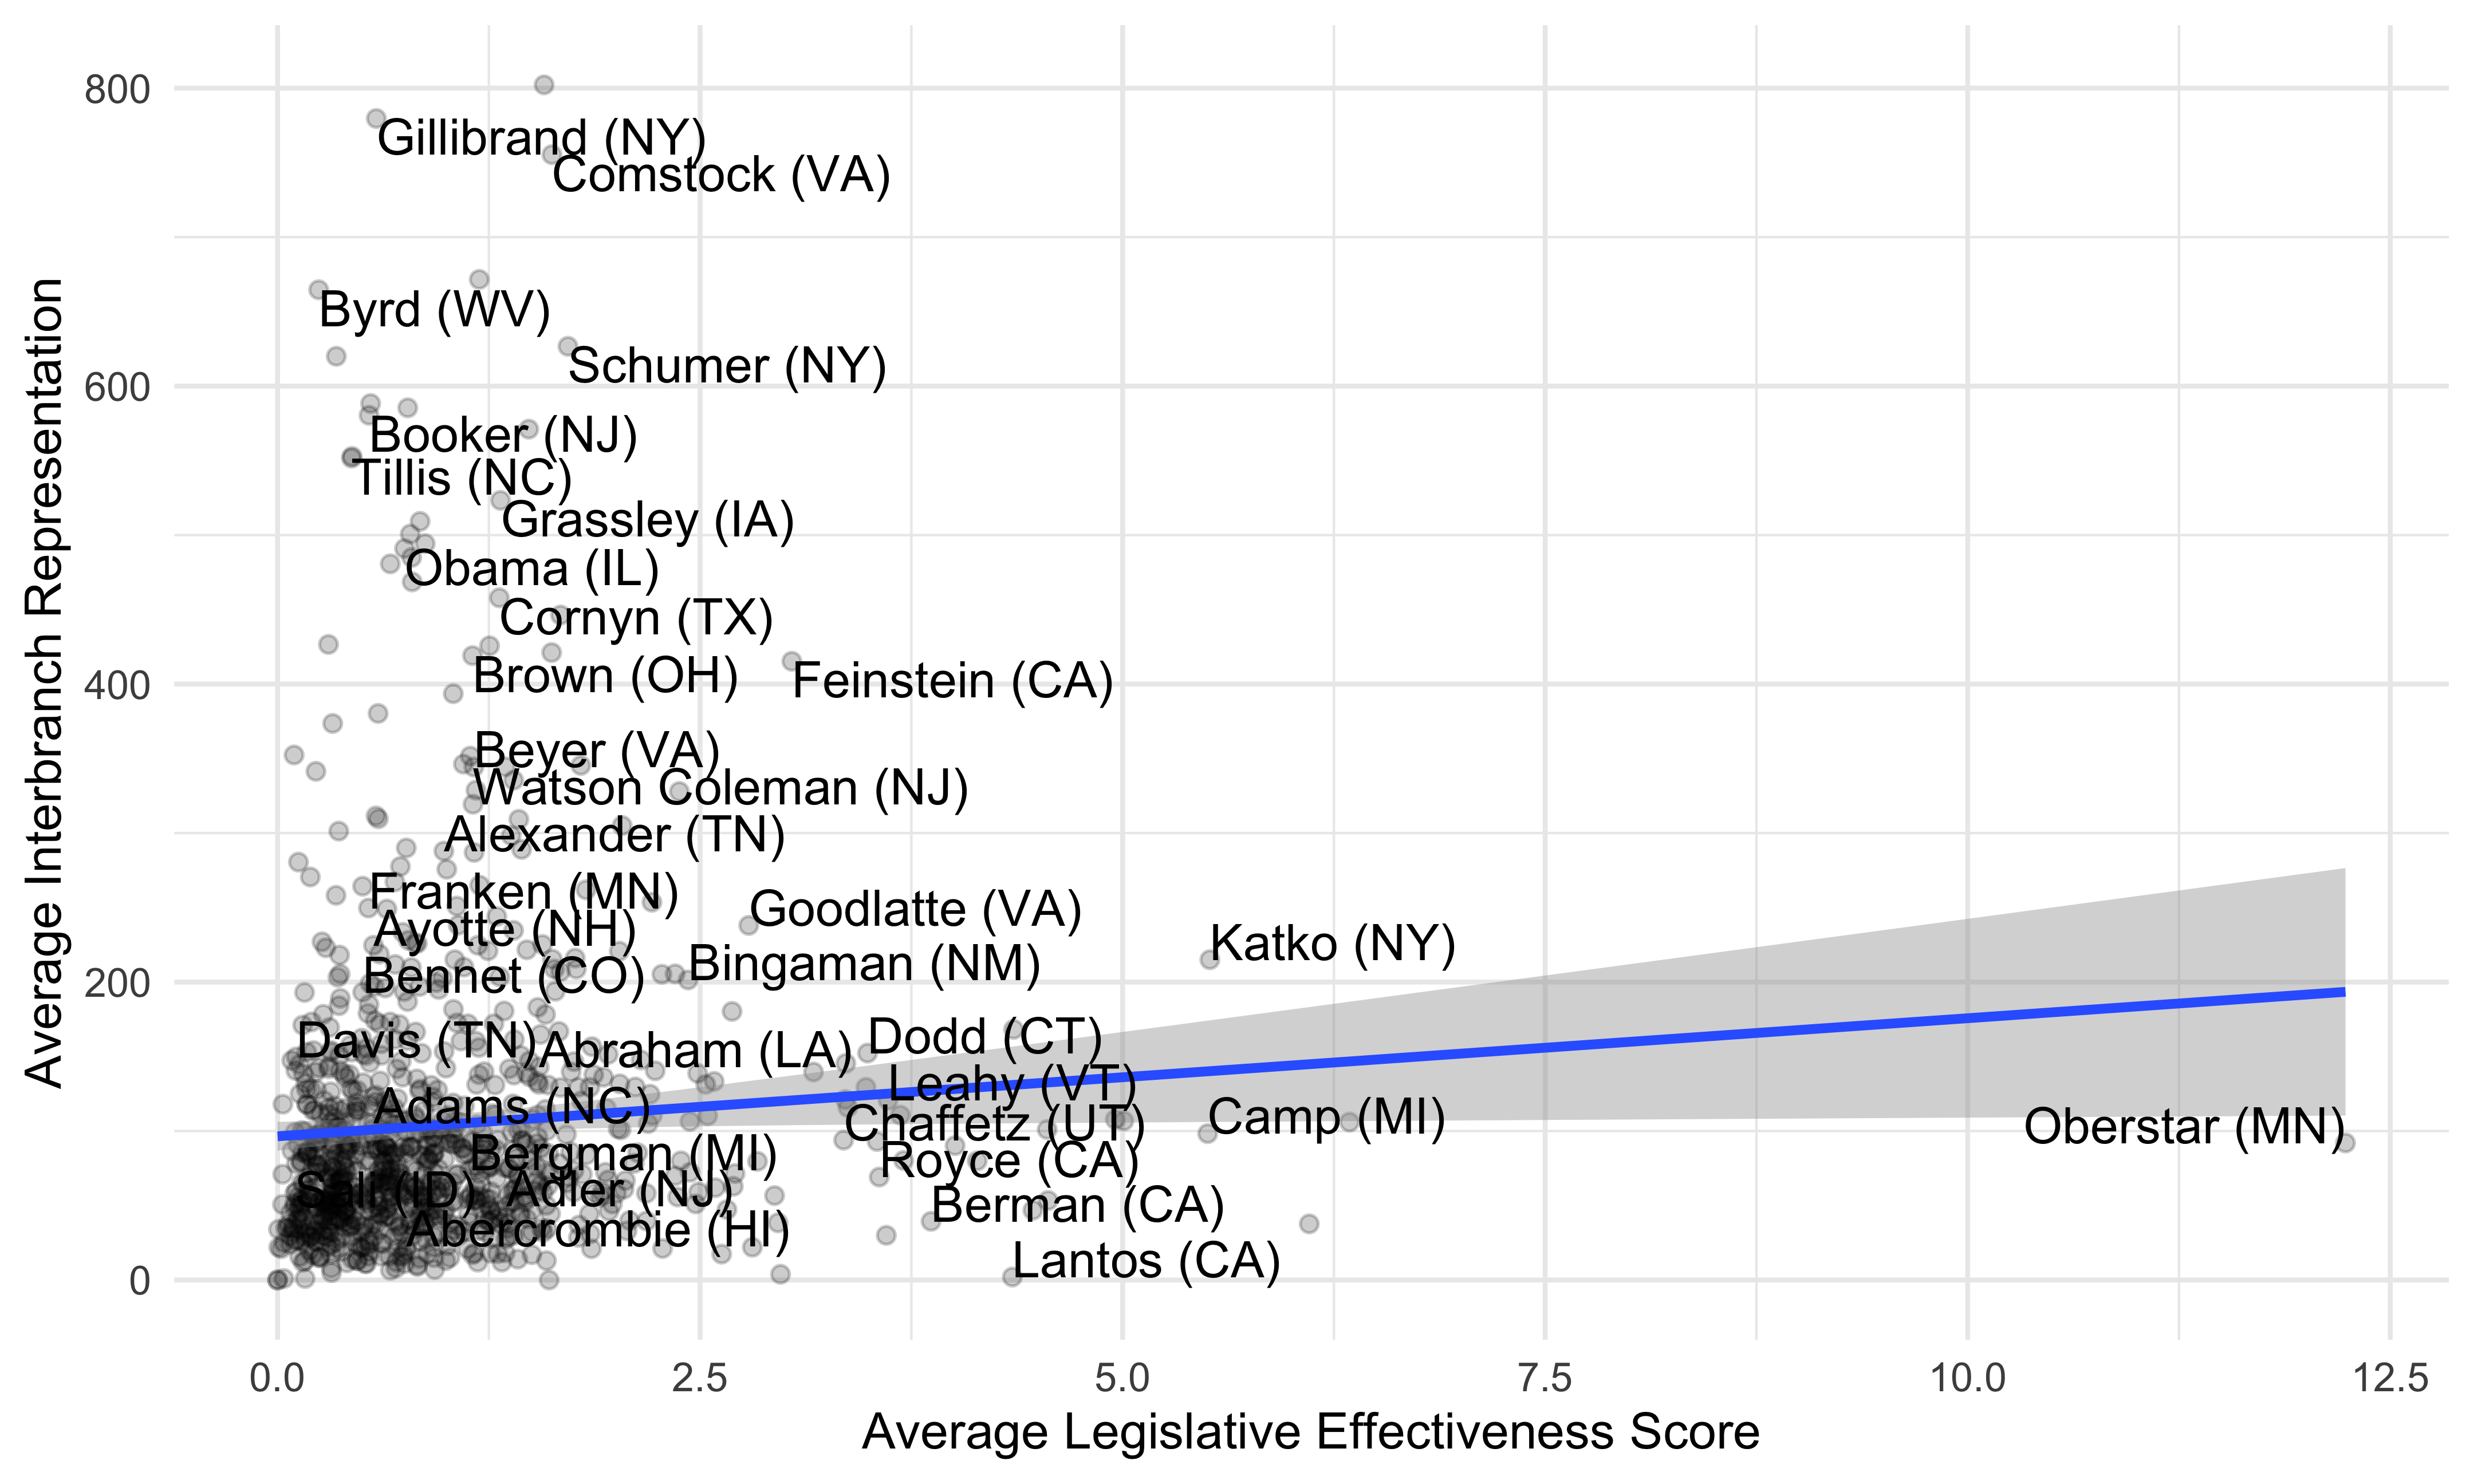 800
Gillibrand (NY)
Comstock (VA)
Byrd (WV)
Schumer (NY)
600
Booker (NJ)
Tillis (NC)
Grassley (IA)
Obama (IL)
Cornyn (TX)
Brown (OH)
Feinstein (CA)
400
Beyer (VA)
Watson Coleman (NJ)
Alexander (TN)
Franken (MN)
Goodlatte (VA)
Ayotte (NH)
Katko (NY)
Bingaman (NM)
Bennet (CO)
200
Davis (TN)
Abraham (LA)
Dodd (CT)
Leahy (VT)
Adams (NC)
Chaffetz (UT)
Camp (MI)
Oberstar (MN)
Bergman (MI)
Royce (CA)
Sali (ID)
Adler (NJ)
Berman (CA)
Abercrombie (HI)
Lantos (CA)
0
0.0
2.5
5.0
7.5
10.0
12.5
Average Legislative Effectiveness Score
Average Interbranch Representation